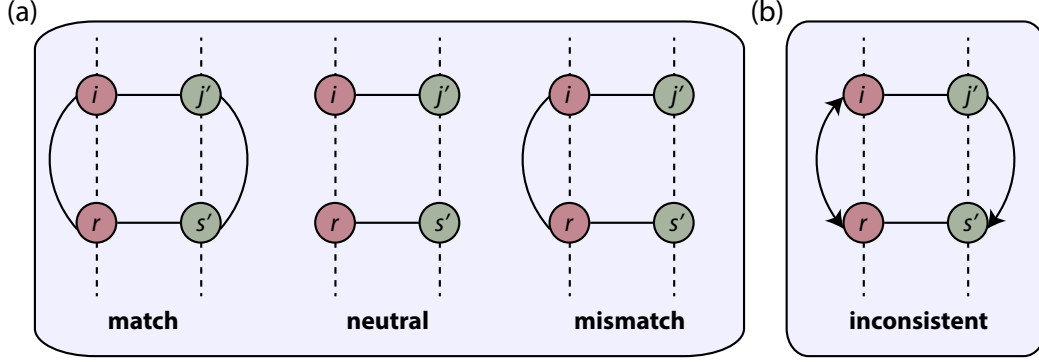 (a) (b)
i j′ i j′ i j′ i j′
r s′ r s′ r s′ r s′
match neutral mismatch inconsistent